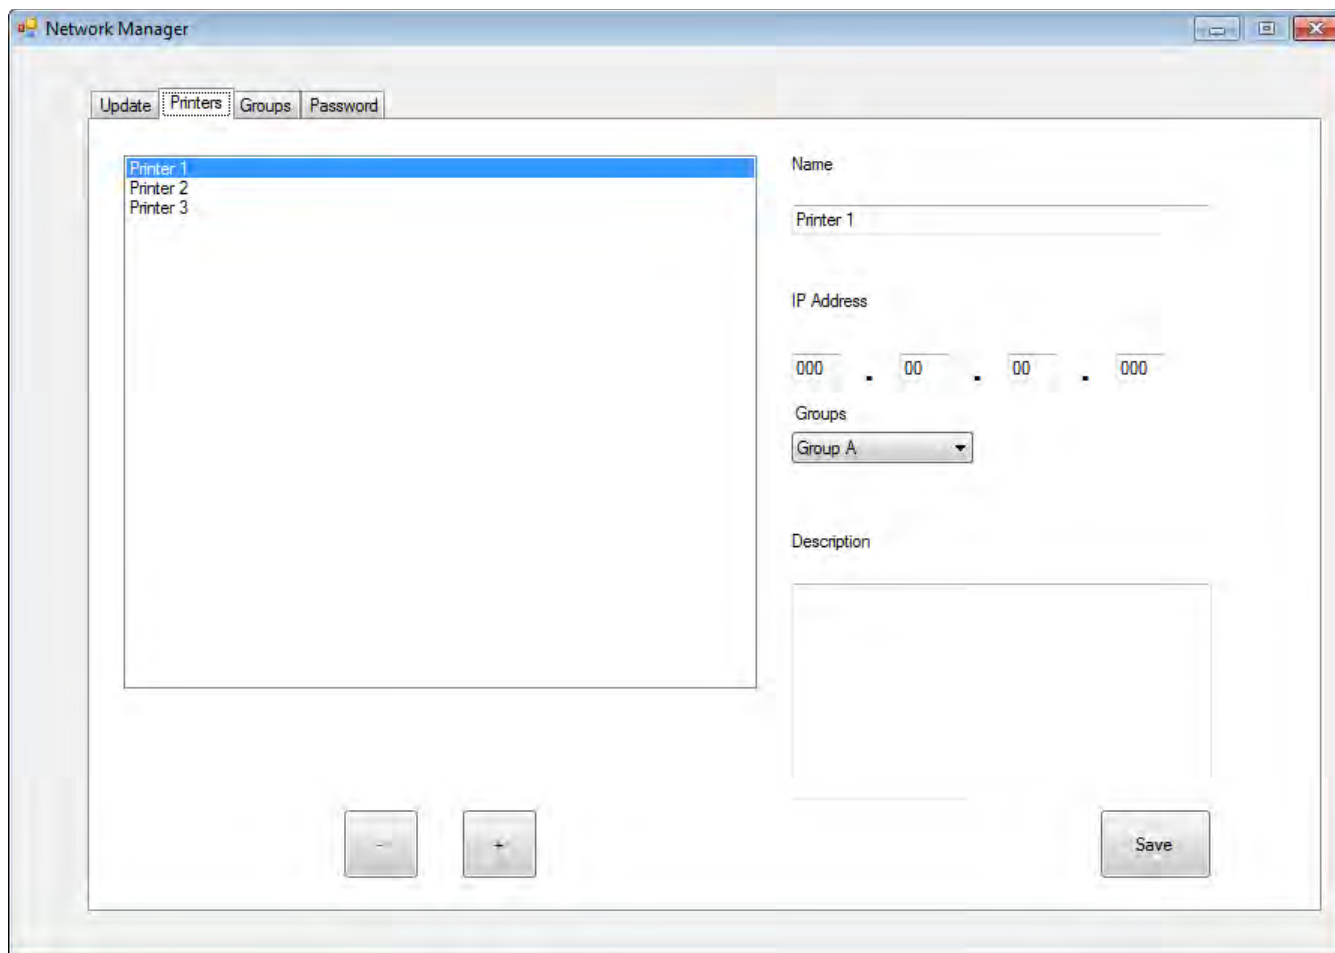 Network Manager
Update Printers Groups Password
Printer 1
Printer 2
Printer 3
Name
Printer 1
IP Address
000 . 00 . 00 . 000
Groups
Group A
Description
- +
Save